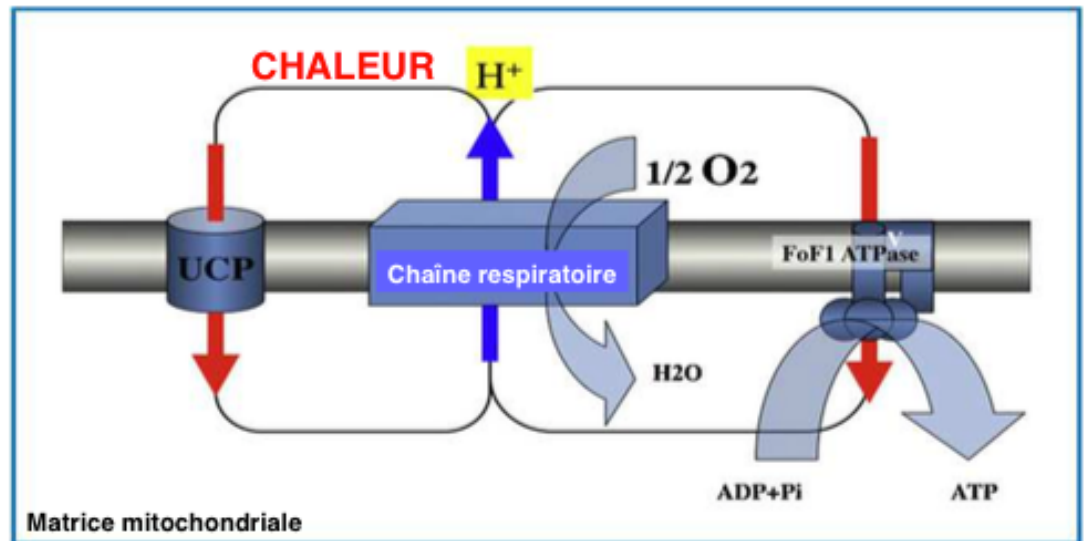 CHALEUR
H+
1/2 O2
UCP
Chaîne respiratoire
V
FoF1 ATPase
H2O
ADP+Pi
ATP
Matrice mitochondriale